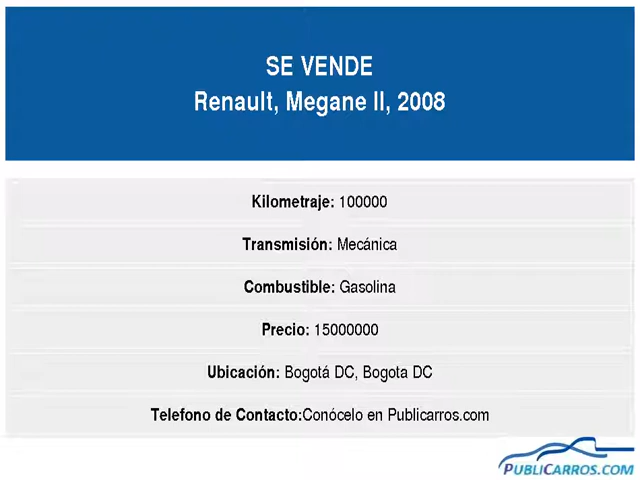 SE VENDE
Renault, Megane II, 2008
Kilometraje: 100000
Transmisión: Mecánica
Combustible: Gasolina
Precio: 15000000
Ubicación: Bogotá DC, Bogota DC
Telefono de Contacto:Conócelo en Publicarros.com
PUBLICARROS.COM